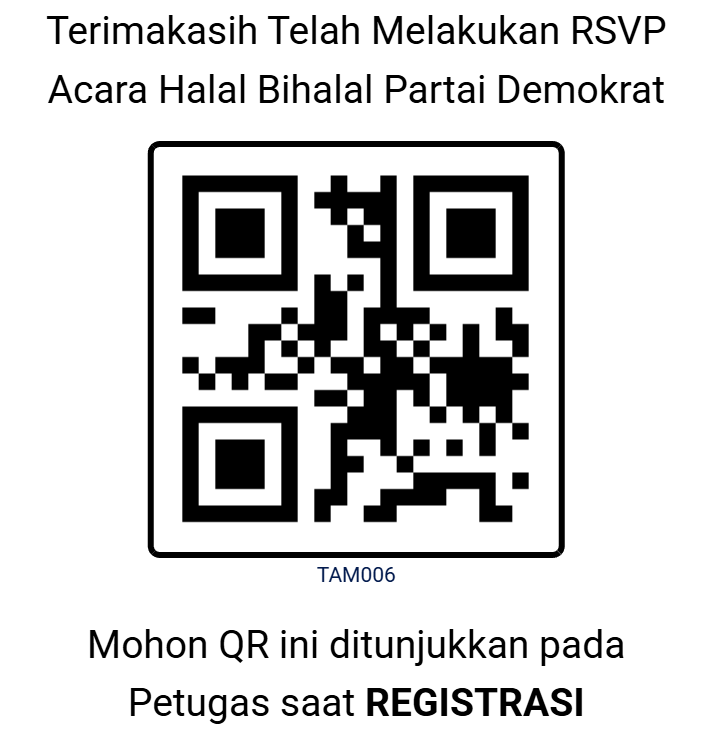 Terimakasih Telah Melakukan RSVP
Acara Halal Bihalal Partai Demokrat
TAM006
Mohon QR ini ditunjukkan pada
Petugas saat REGISTRASI